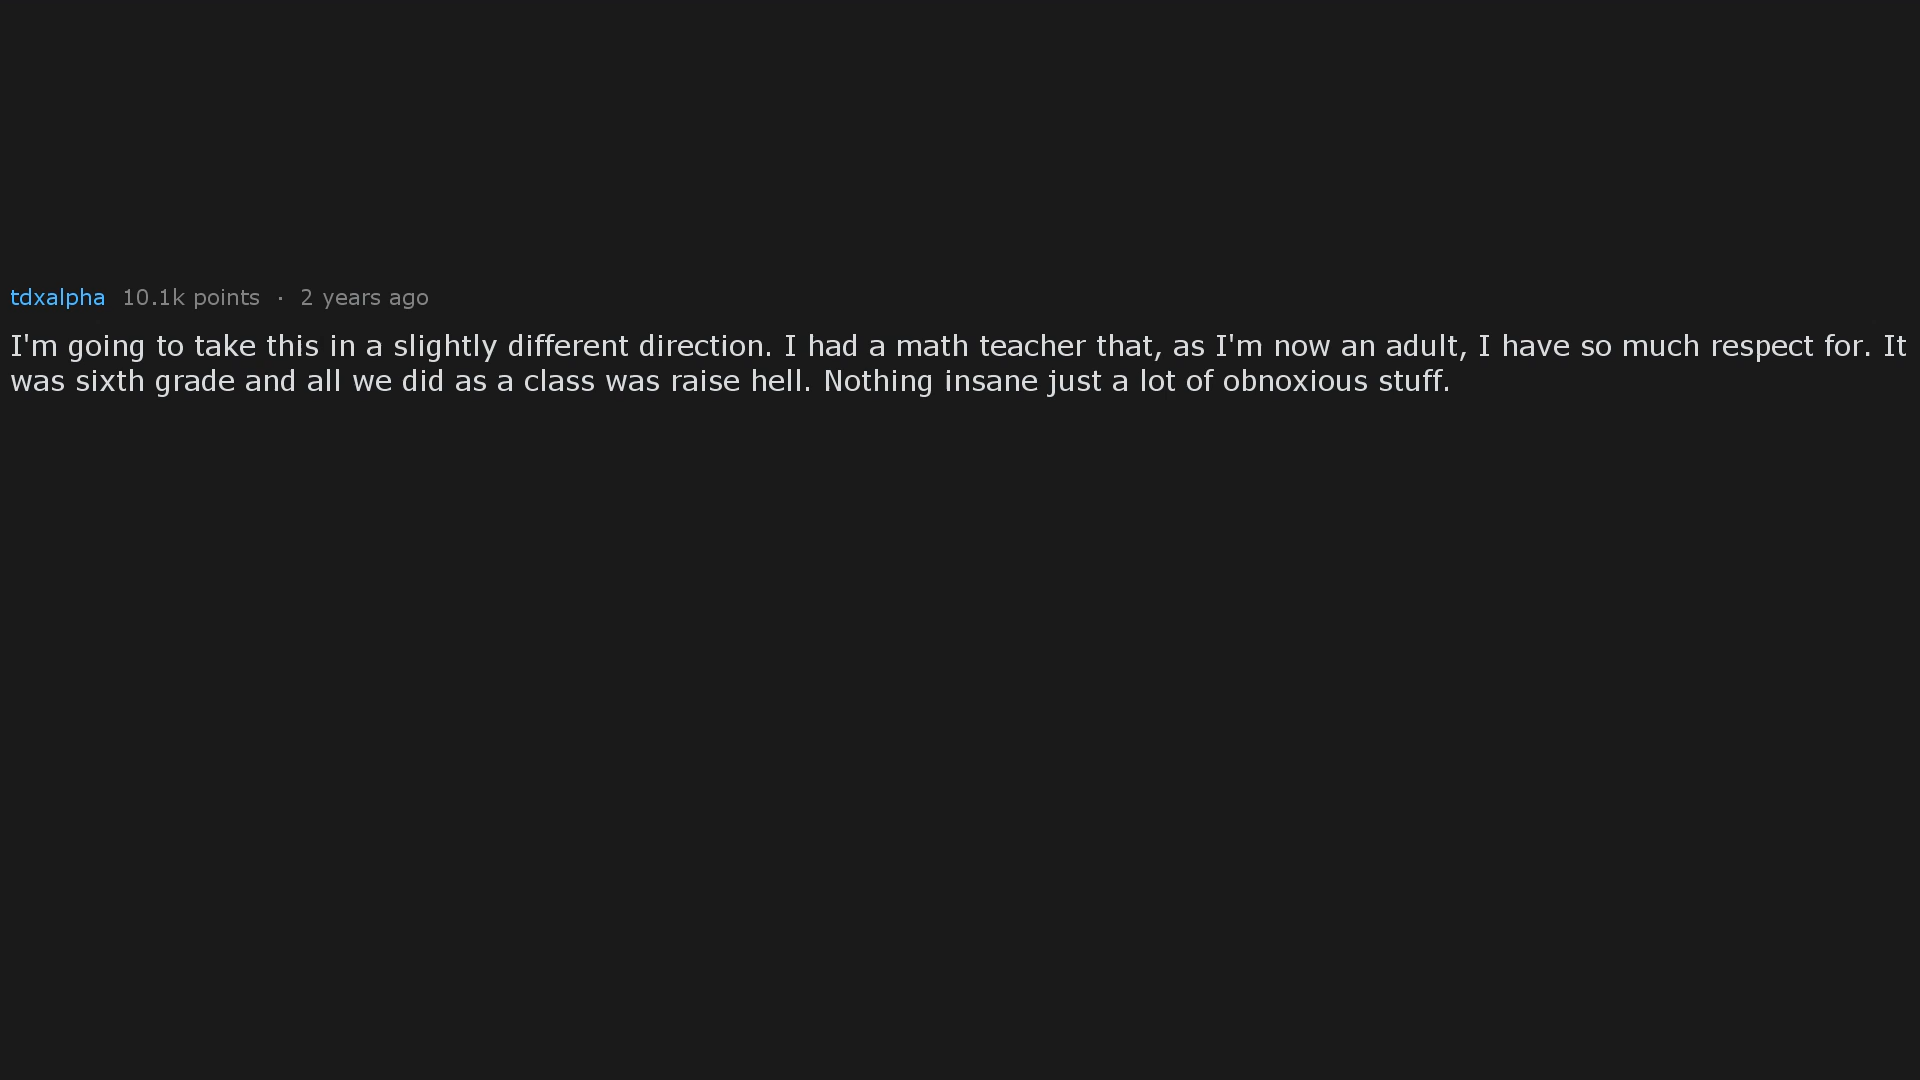 tdxalpha 10.1k points · 2 years ago
I'm going to take this in a slightly different direction. I had a math teacher that, as I'm now an adult, I have so much respect for. It
was sixth grade and all we did as a class was raise hell. Nothing insane just a lot of obnoxious stuff.